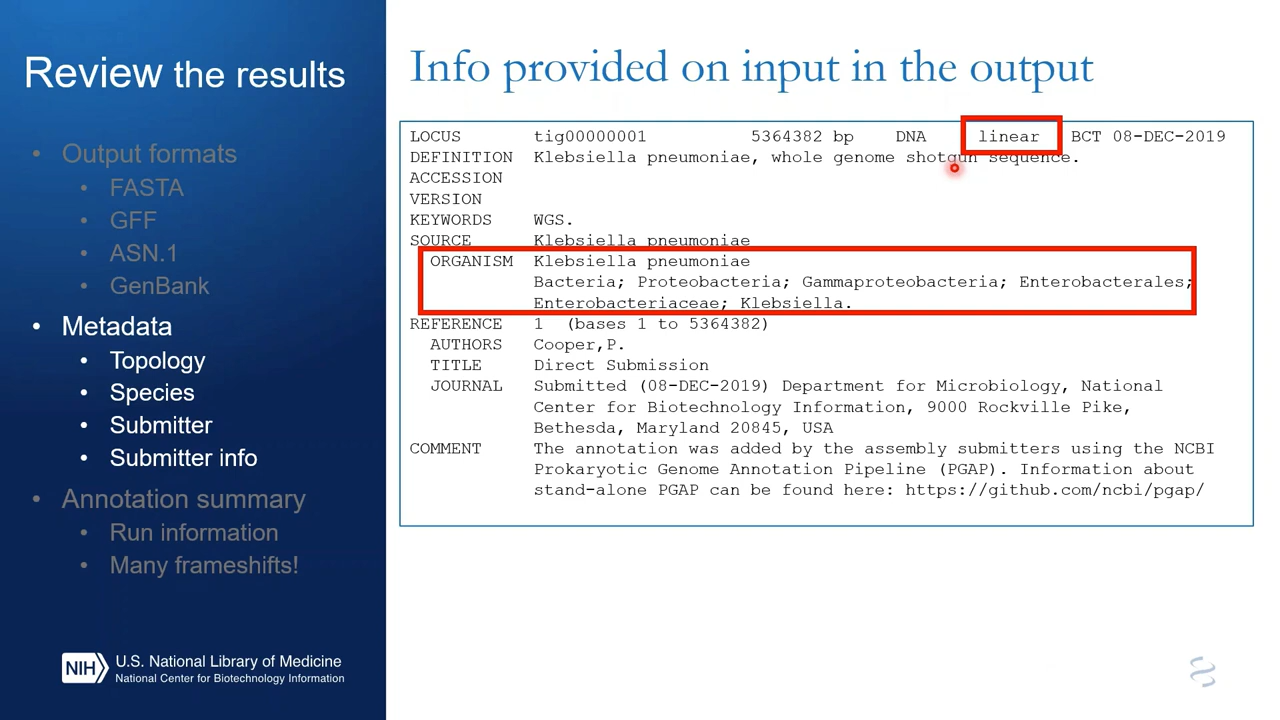 Review the results
• Output formats
• FASTA
• GFF
• ASN.1
• GenBank
• Metadata
• Topology
• Species
• Submitter
• Submitter info
• Annotation summary
• Run information
• Many frameshifts!
NIH U.S. National Library of Medicine
National Center for Biotechnology Information
Info provided on input in the output
LOCUS tig00000001 5364382 bp DNA linear BCT 08-DEC-2019
DEFINITION Klebsiella pneumoniae, whole genome shotgun sequence.
ACCESSION
VERSION
KEYWORDS WGS.
SOURCE Klebsiella pneumoniae
ORGANISM Klebsiella pneumoniae
Bacteria; Proteobacteria; Gammaproteobacteria; Enterobacterales;
Enterobacteriaceae; Klebsiella.
REFERENCE 1 (bases 1 to 5364382)
AUTHORS Cooper,P.
TITLE Direct Submission
JOURNAL Submitted (08-DEC-2019) Department for Microbiology, National
Center for Biotechnology Information, 9000 Rockville Pike,
Bethesda, Maryland 20845, USA
COMMENT The annotation was added by the assembly submitters using the NCBI
Prokaryotic Genome Annotation Pipeline (PGAP). Information about
stand-alone PGAP can be found here: https://github.com/ncbi/pgap/